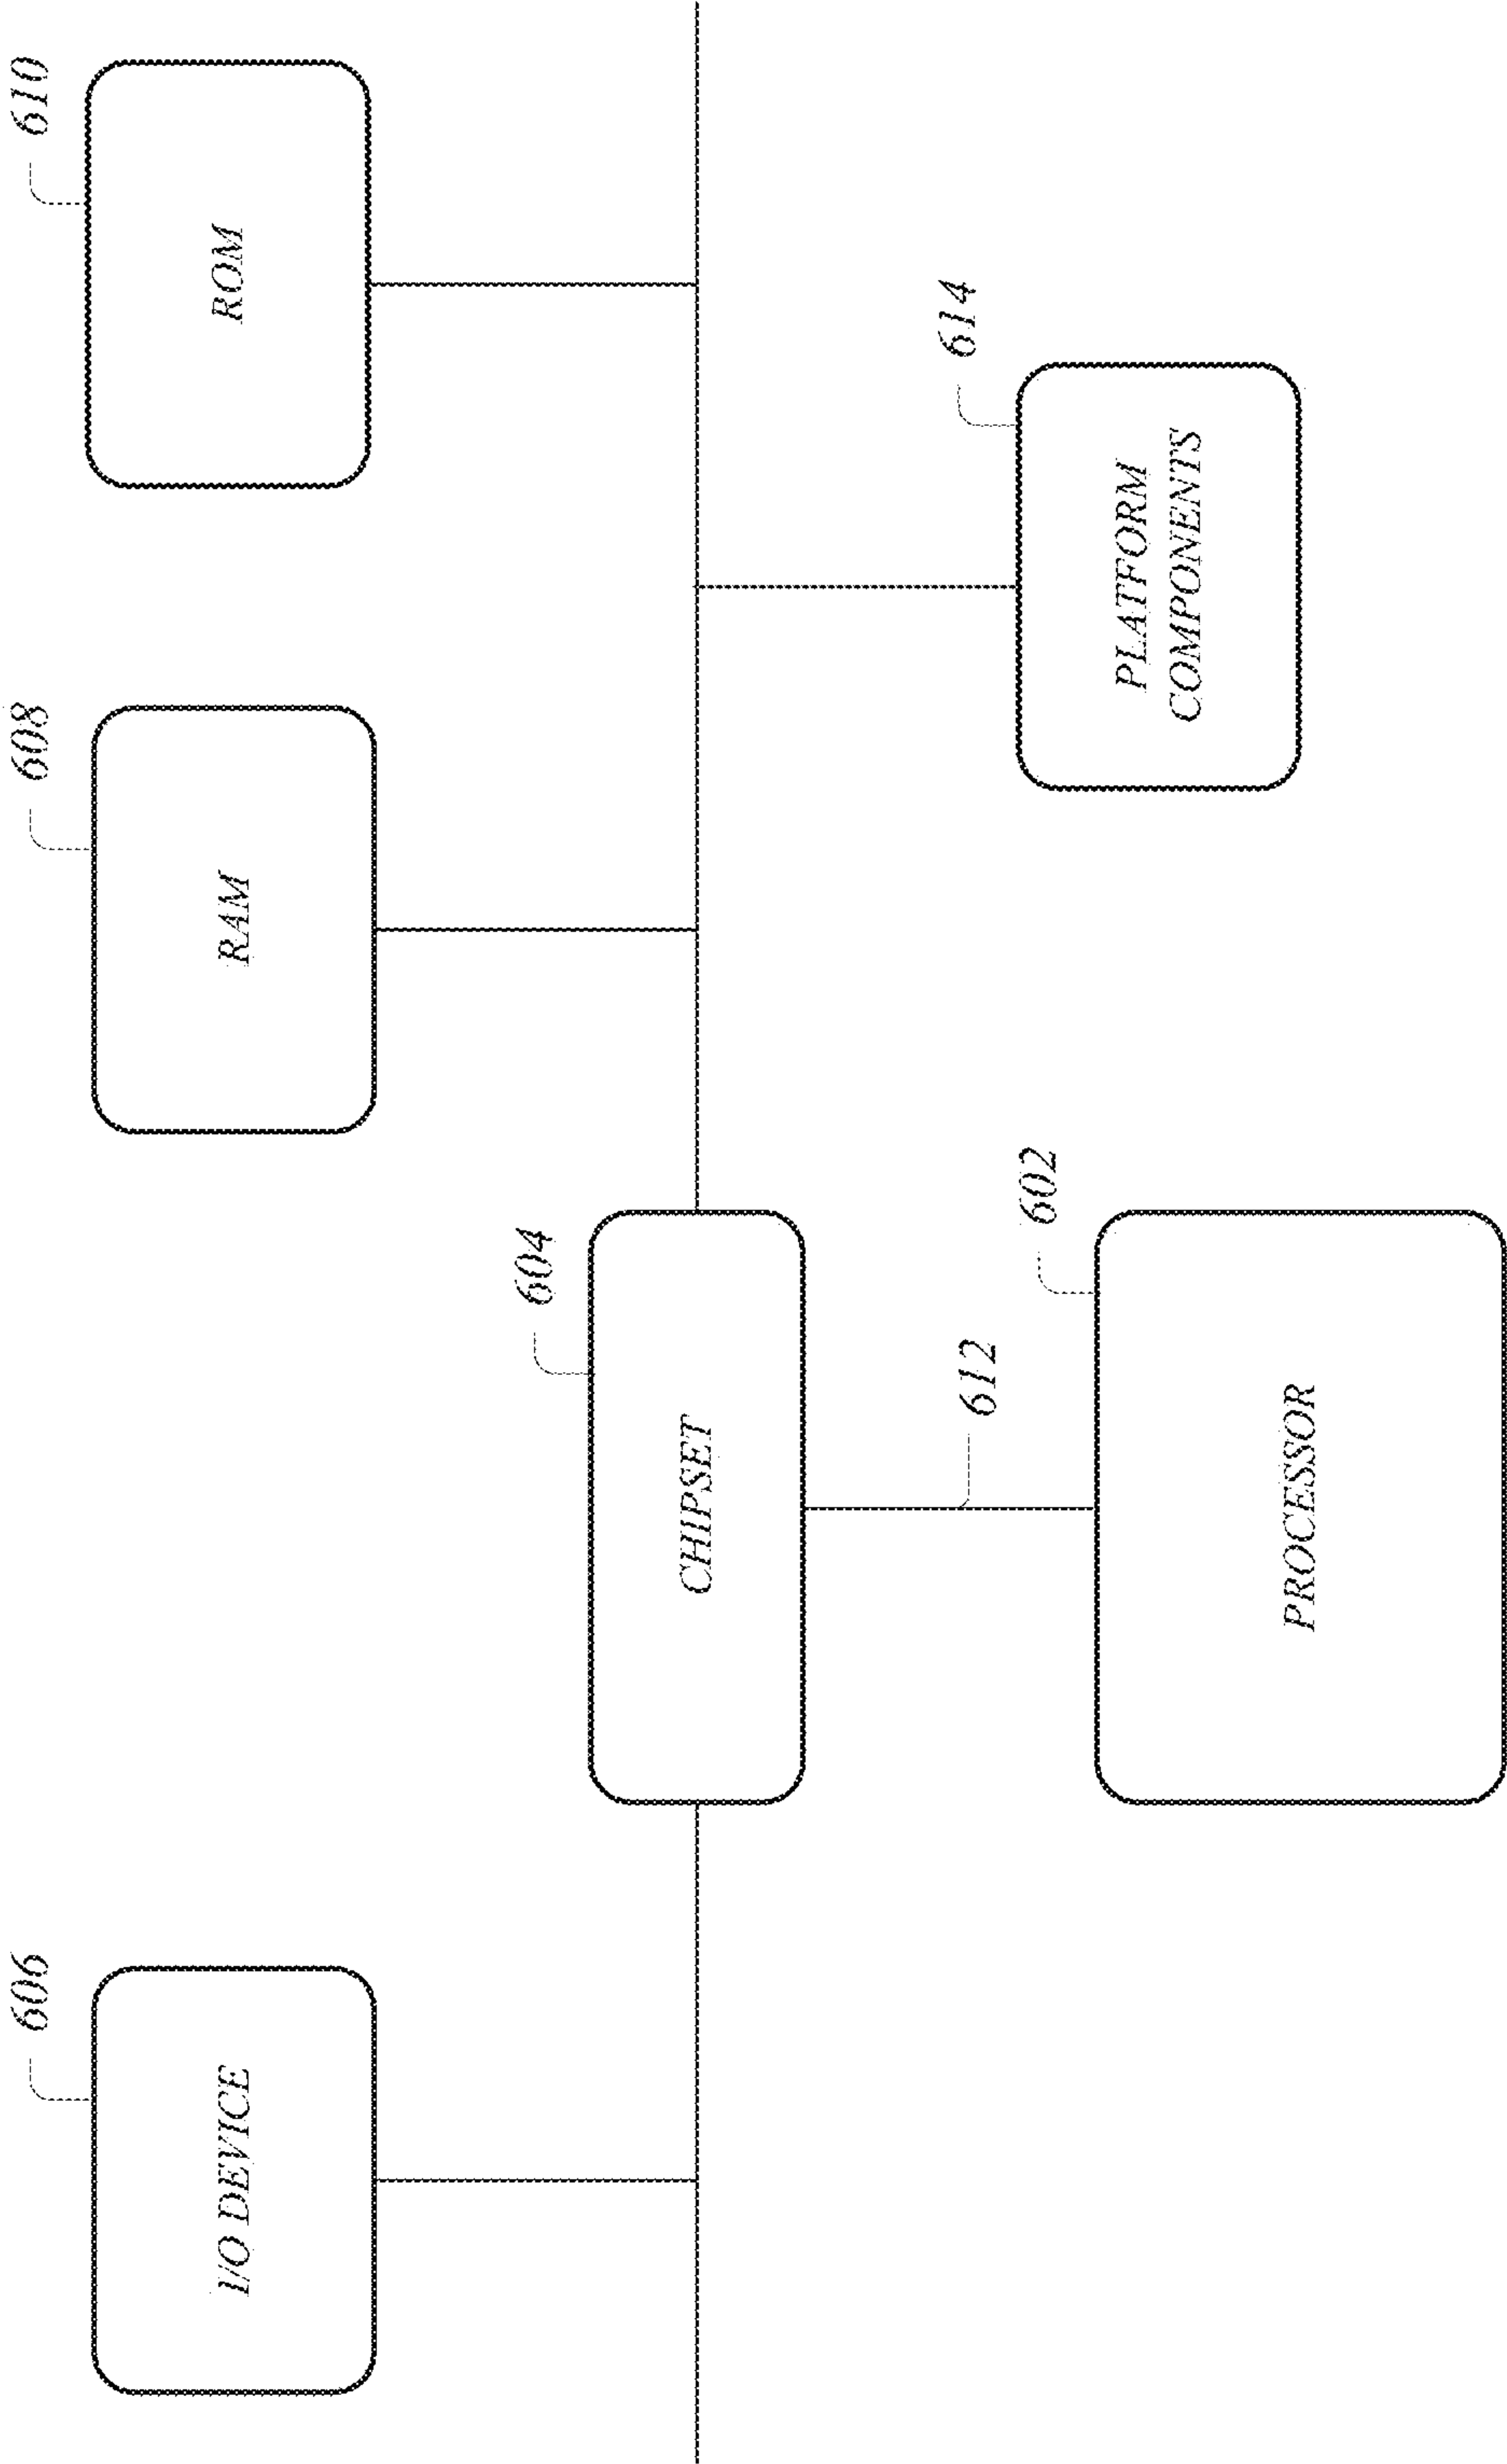 606
I/O DEVICE
608
RAM
610
ROM
604
CHIPSET
612
602
PROCESSOR
614
PLATFORM
COMPONENTS